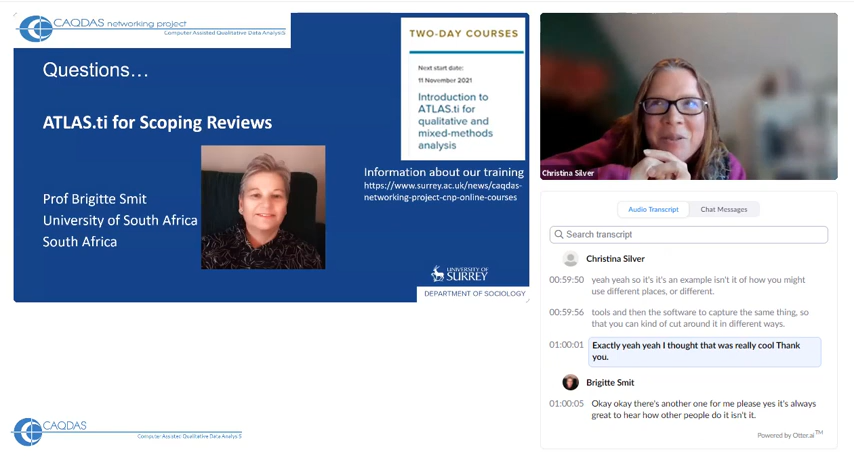 CAQDAS networking project
Computer Assisted Qualitative Data AnalysiS
Questions...
ATLAS.ti for Scoping Reviews
Prof Brigitte Smit
University of South Africa
South Africa
TWO-DAY COURSES
Next start date:
11 November 2021
Introduction to
ATLAS.ti for
qualitative and
mixed-methods
analysis
Information about our training
https://www.surrey.ac.uk/news/caqdas-
networking-project-cnp-online-courses
UNIVERSITY OF
SURREY
DEPARTMENT OF SOCIOLOGY
CAQDAS
Computer Assisted Qualitative Data AnalysiS
Christina Silver
Audio Transcript
Chat Messages
Search transcript
Christina Silver
00:59:50 yeah yeah so it's it's an example isn't it of how you might
use different places, or different.
00:59:56 tools and then the software to capture the same thing, so
that you can kind of cut around it in different ways.
01:00:01 Exactly yeah yeah I thought that was really cool Thank
you.
Brigitte Smit
01:00:05 Okay okay there's another one for me please yes it's always
great to hear how other people do it isn't it.
Powered by Otter.ai TM